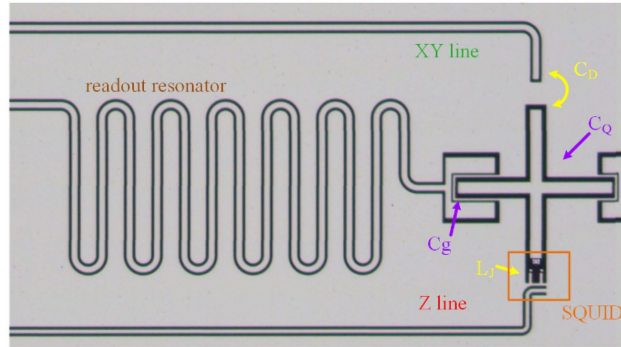 XY line
C_D
readout resonator
C_Q
Cg
L_J
Z line
SQUID